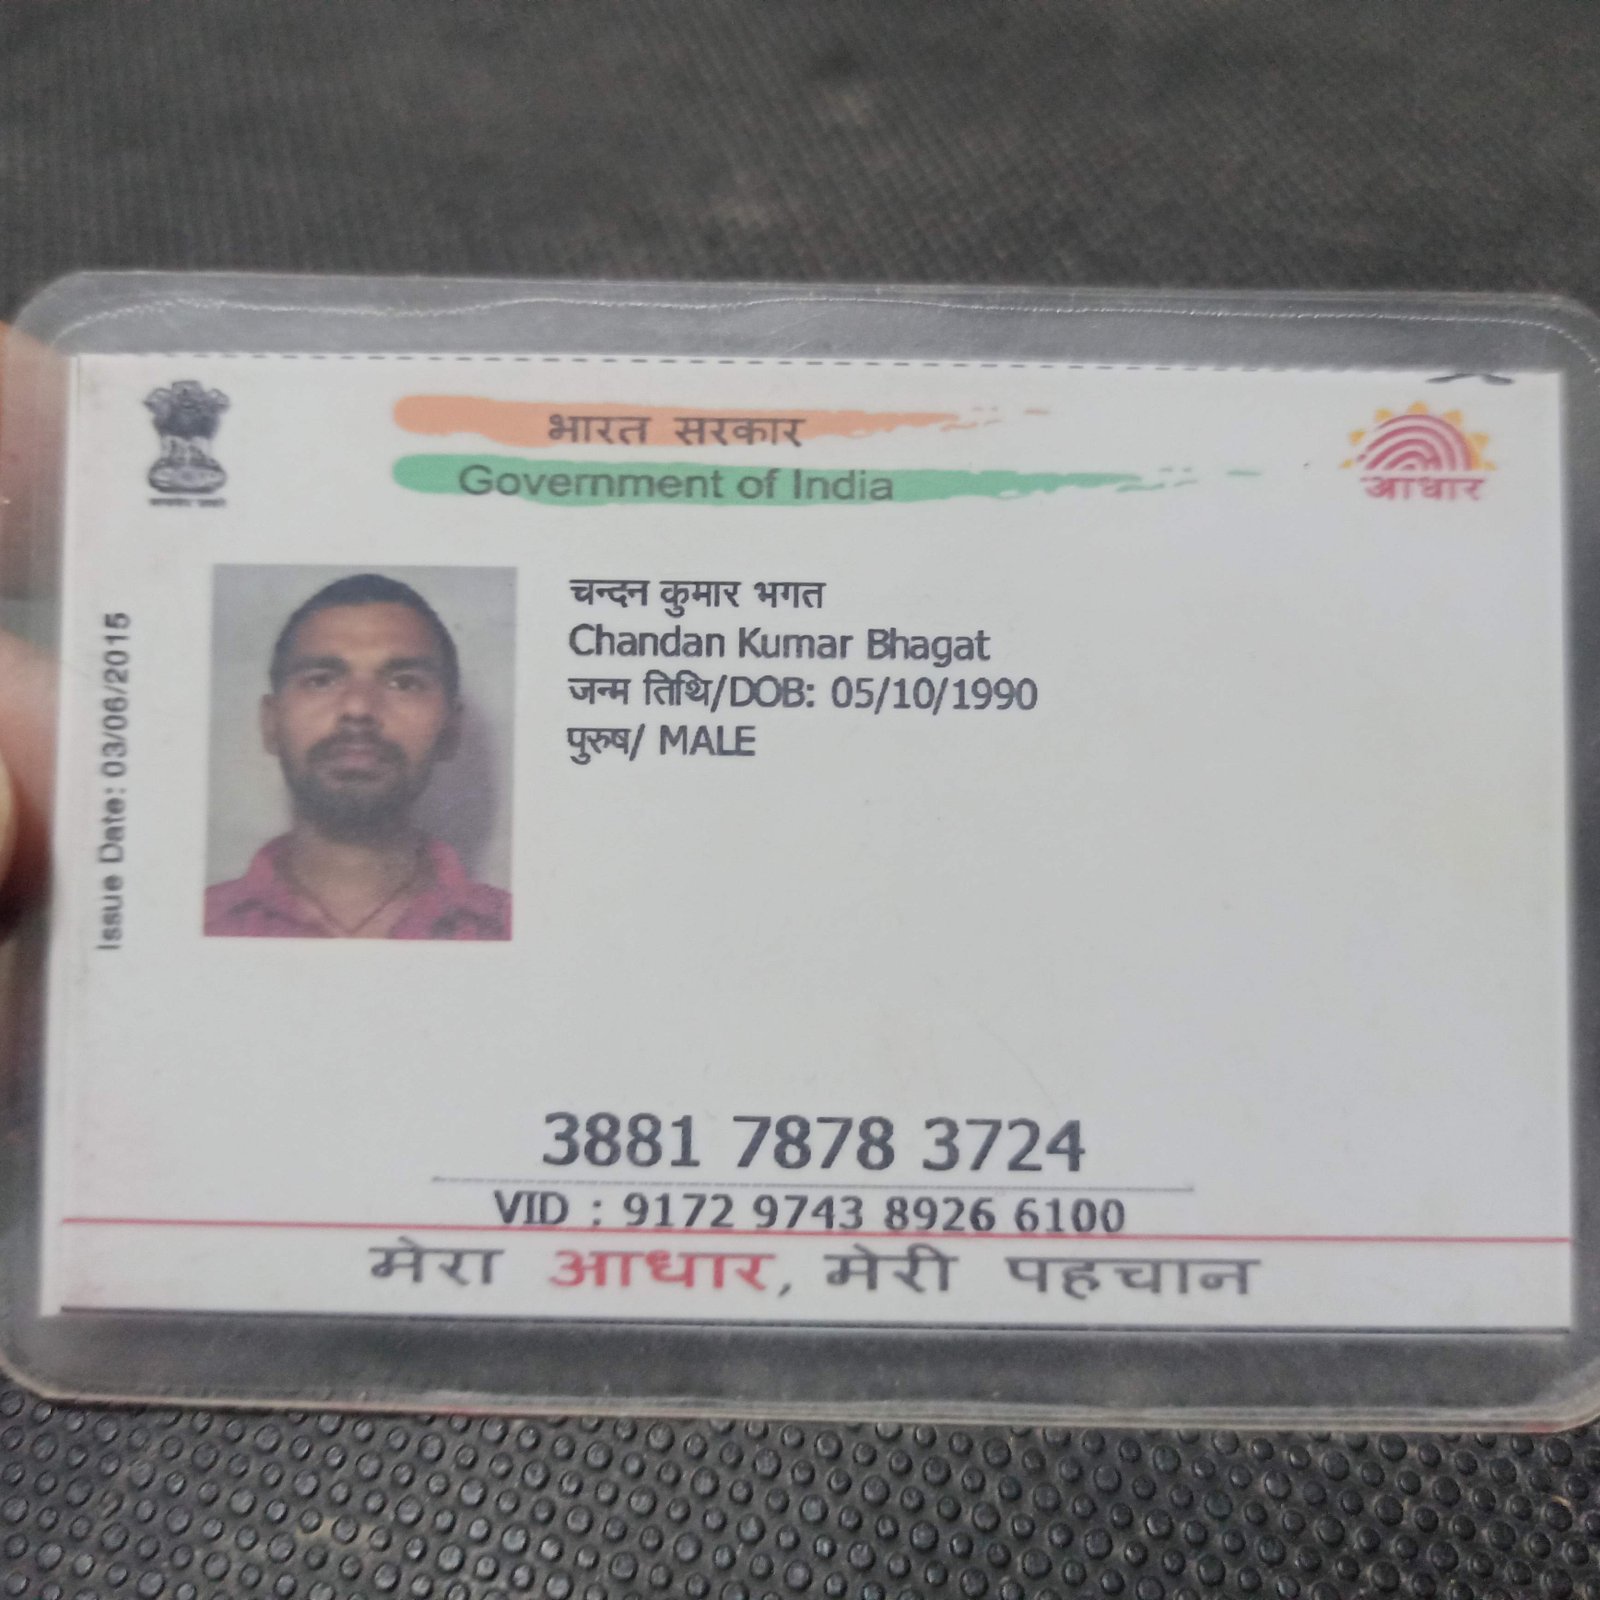 भारत सरकार
Government of India
आधार
Issue Date: 03/06/2015
चन्दन कुमार भगत
Chandan Kumar Bhagat
जन्म तिथि/DOB: 05/10/1990
पुरुष/ MALE
3881 7878 3724
VID : 9172 9743 8926 6100
मेरा आधार, मेरी पहचान